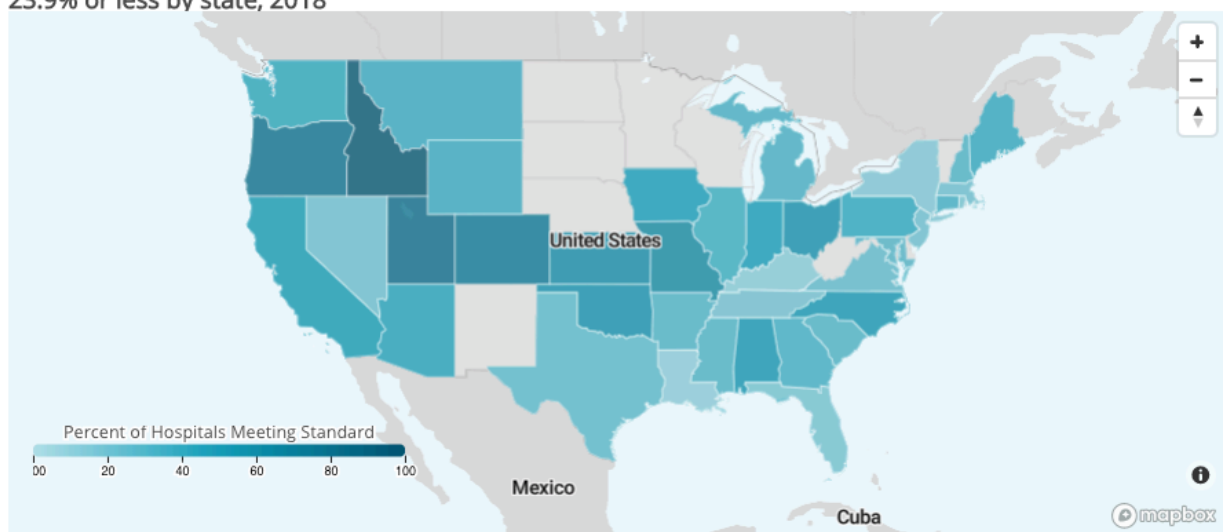 23.9% or less by state, 2018
+
−
United States
Percent of Hospitals Meeting Standard
00 20 40 60 80 100
Mexico
Cuba
i
mapbox